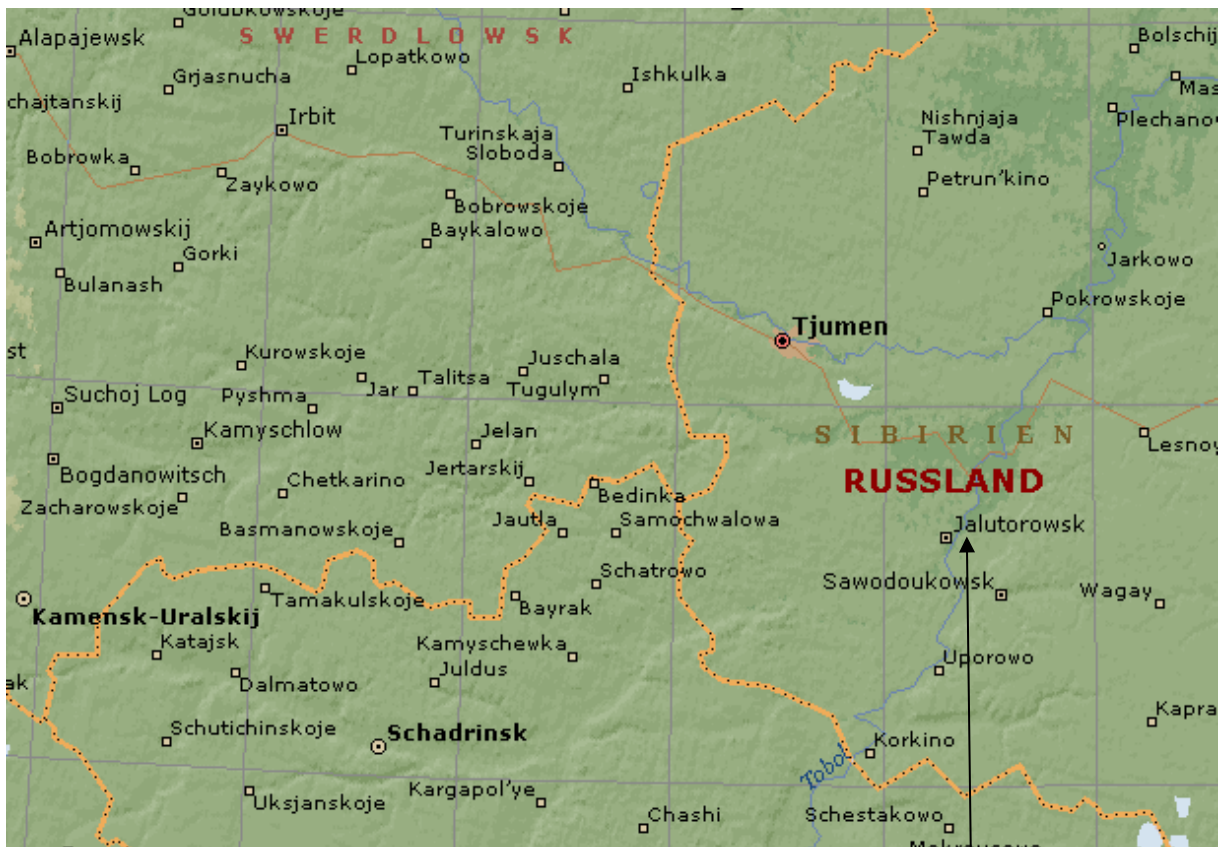 Golubkowskoje
Alapajewsk
SWERDLOWSK
Bolschij
Lopatkowo
Grjasnucha
Ishkulka
Mas
chajtanskij
Plechanov
Irbit
Nishnjaja
Tawda
Turinskaja
Sloboda
Bobrowka
Zaykowo
Petrun'kino
Bobrowskoje
Artjomowskij
Baykalowo
Gorki
Jarkowo
Bulanash
Pokrowskoje
Tjumen
st
Kurowskoje
Juschala
Jar
Talitsa
Tugulym
Suchoj Log
Pyshma
Kamyschlow
Jelan
SIBIRIEN
Lesnoy
Bogdanowitsch
Jertarskij
RUSSLAND
Chetkarino
Bedinka
Zacharowskoje
Basmanowskoje
Jautla
Samochwalowa
Jalutorowsk
Schatrowo
Sawodoukowsk
Wagay
Tamakulskoje
Bayrak
Kamensk-Uralskij
Katajsk
Kamyschewka
Uporowo
Juldus
ak
Dalmatowo
Kapra
Schutichinskoje
Schadrinsk
Korkino
Tobol
Kargapol'ye
Uksjanskoje
Chashi
Schestakowo